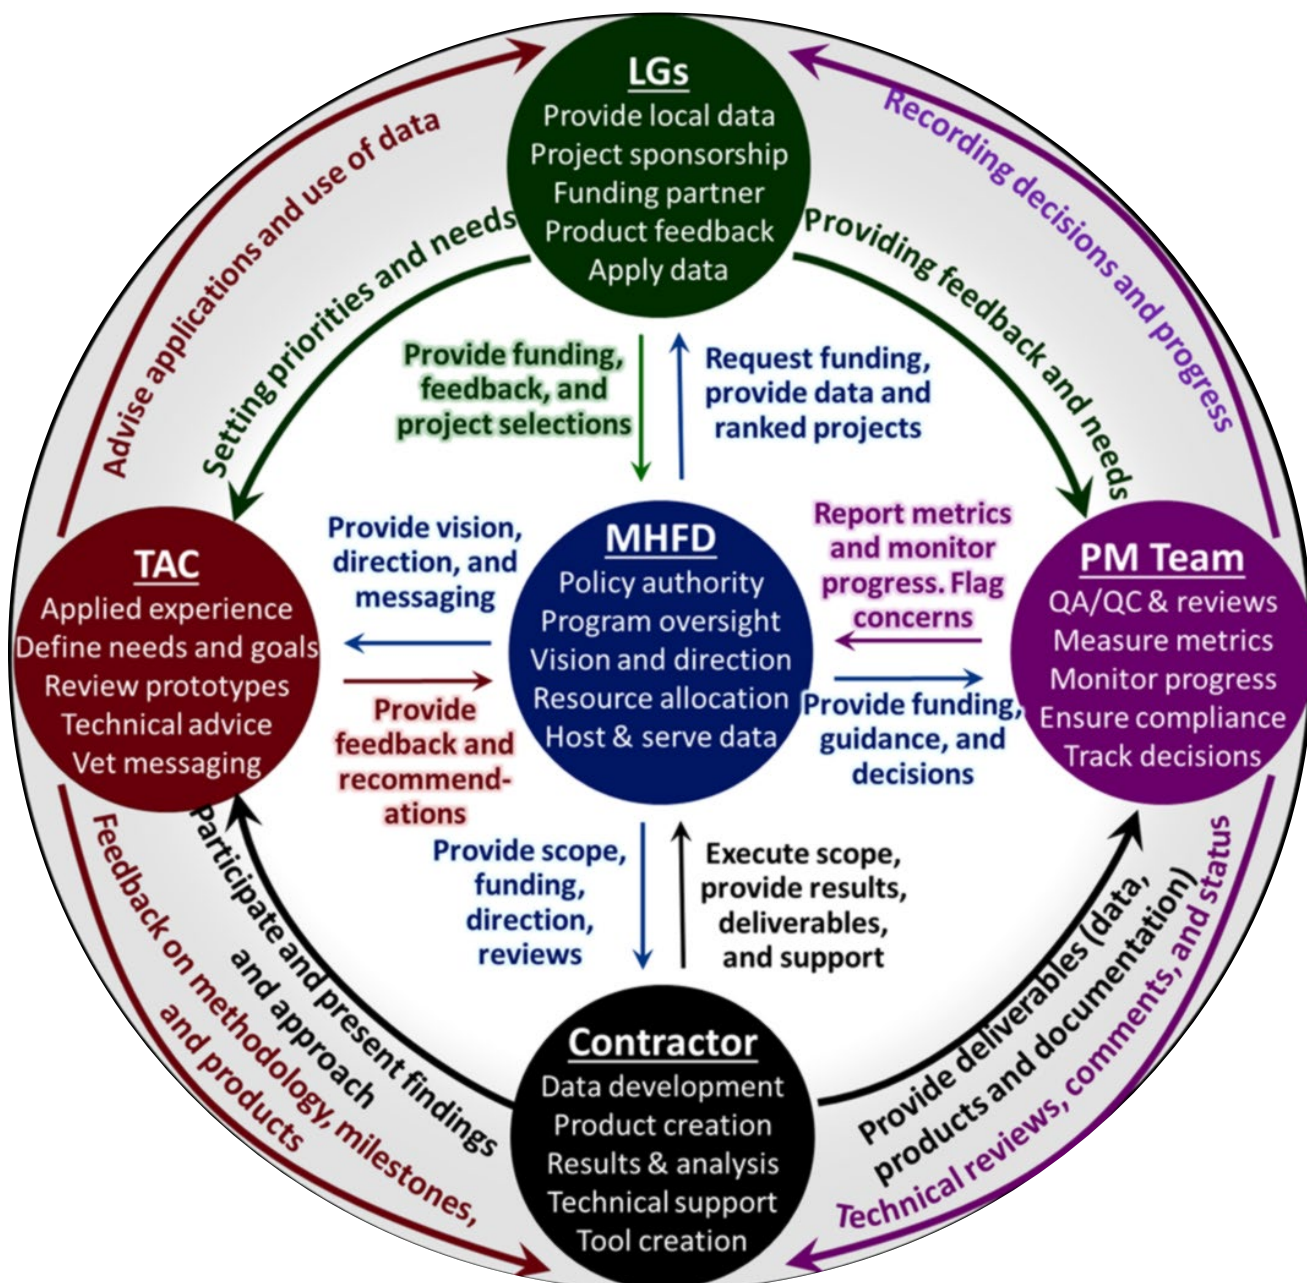 LGs
Provide local data
Project sponsorship
Funding partner
Product feedback
Apply data
Advise applications and use of data
Setting priorities and needs
Providing feedback and needs
Recording decisions and progress
Provide funding,
feedback, and
project selections
Request funding,
provide data and
ranked projects
TAC
Applied experience
Define needs and goals
Review prototypes
Technical advice
Vet messaging
Provide vision,
direction, and
messaging
Provide
feedback and
recommend-
ations
MHFD
Policy authority
Program oversight
Vision and direction
Resource allocation
Host & serve data
Report metrics
and monitor
progress. Flag
concerns
Provide funding,
guidance, and
decisions
PM Team
QA/QC & reviews
Measure metrics
Monitor progress
Ensure compliance
Track decisions
Provide scope,
funding,
direction,
reviews
Execute scope,
provide results,
deliverables,
and support
Feedback on methodology, milestones,
and products
Participate and present findings
and approach
Provide deliverables (data,
products and documentation)
Technical reviews, comments, and status
Contractor
Data development
Product creation
Results & analysis
Technical support
Tool creation